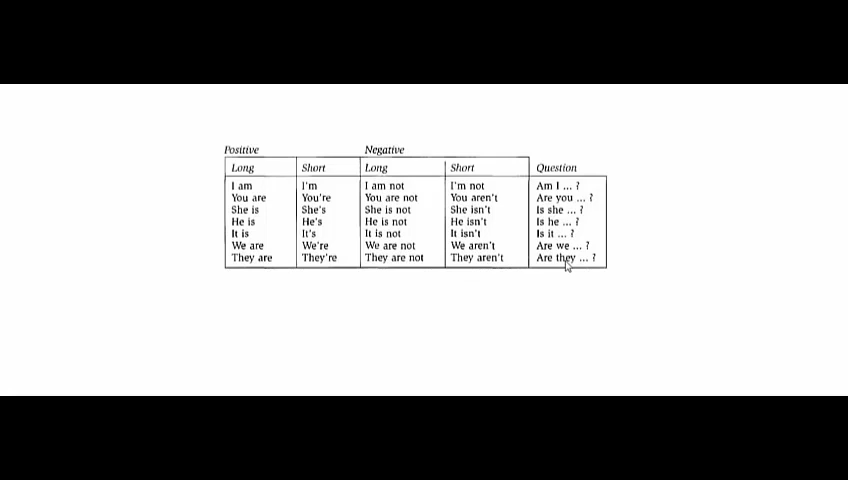 Positive Negative
Long Short Long Short Question
I am I'm I am not I'm not Am I ... ?
You are You're You are not You aren't Are you ... ?
She is She's She is not She isn't Is she ... ?
He is He's He is not He isn't Is he ... ?
It is It's It is not It isn't Is it ... ?
We are We're We are not We aren't Are we ... ?
They are They're They are not They aren't Are they ... ?